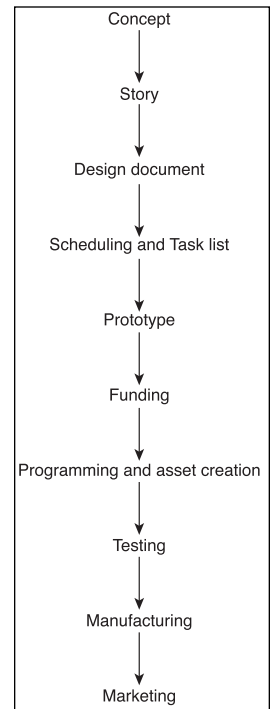 Concept
Story
Design document
Scheduling and Task list
Prototype
Funding
Programming and asset creation
Testing
Manufacturing
Marketing